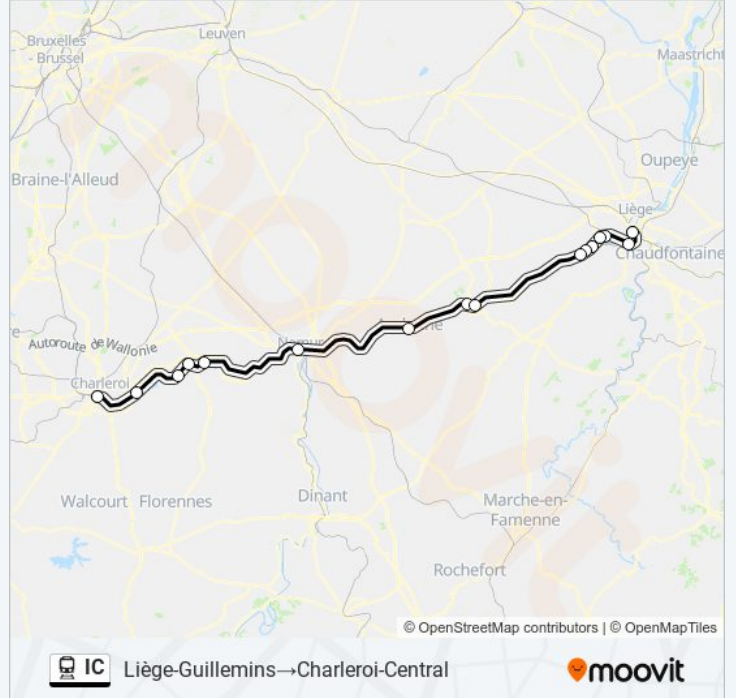 Bruxelles
- Brussel
Leuven
Maastricht
Oupeye
Braine-l'Alleud
Liège
Chaudfontaine
Autoroute de Wallonie
Namur
Charleroi
Walcourt
Florennes
Dinant
Marche-en-
Famenne
Rochefort
© OpenStreetMap contributors | © OpenMapTiles
IC
Liège-Guillemins→Charleroi-Central
moovit